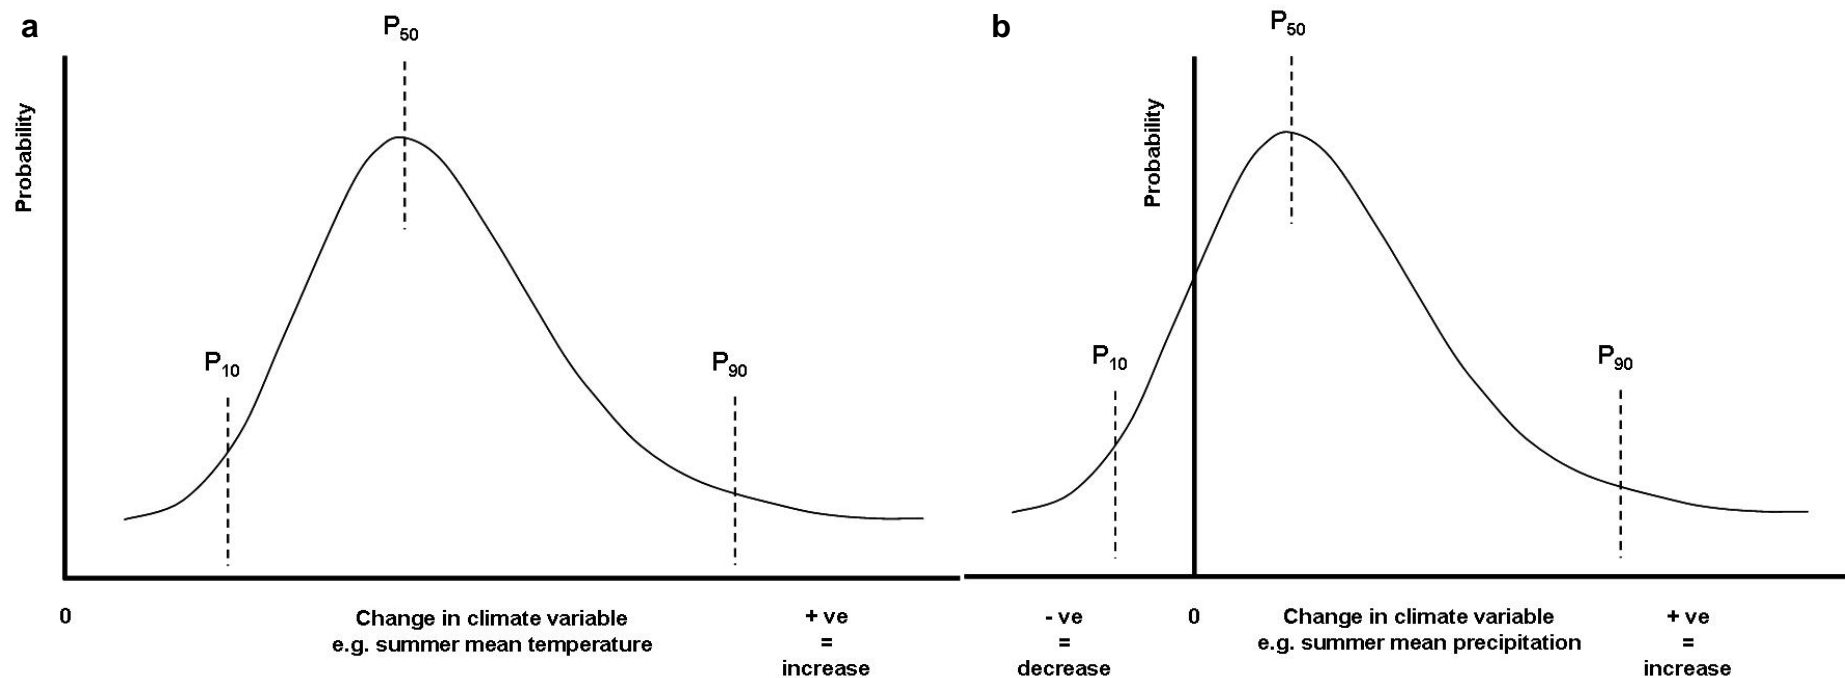 a
P50
Probability
P10
P90
0
Change in climate variable
e.g. summer mean temperature
+ ve
=
increase
b
P50
Probability
P10
P90
- ve
=
decrease
0
Change in climate variable
e.g. summer mean precipitation
+ ve
=
increase